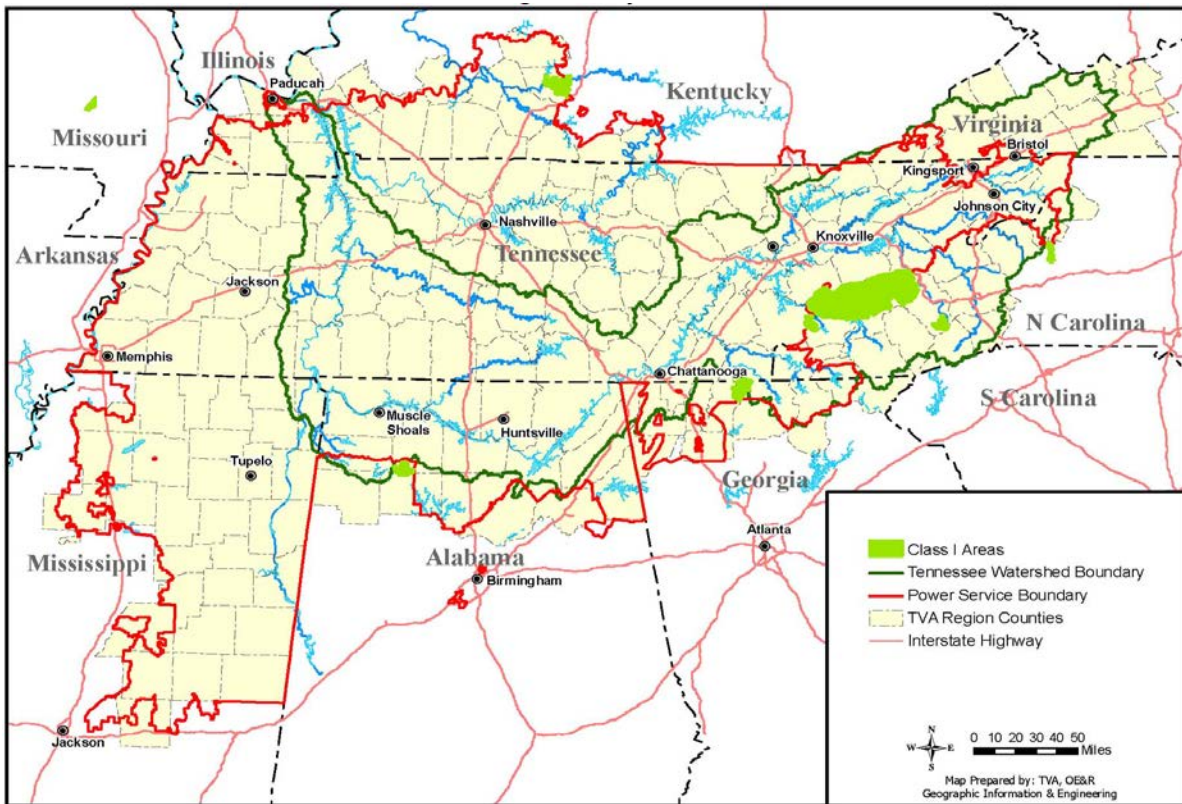 Illinois
Paducah
Kentucky
Missouri
Virginia
Bristol
Kingsport
Johnson City
Nashville
Knoxville
Tennessee
Arkansas
Jackson
N Carolina
Memphis
Chattanooga
S Carolina
Muscle
Shoals
Huntsville
Tupelo
Georgia
Atlanta
Mississippi
Alabama
Birmingham
Jackson
Class I Areas
Tennessee Watershed Boundary
Power Service Boundary
TVA Region Counties
Interstate Highway
N
W E
S
0 10 20 30 40 50
Miles
Map Prepared by: TVA, OE&R
Geographic Information & Engineering